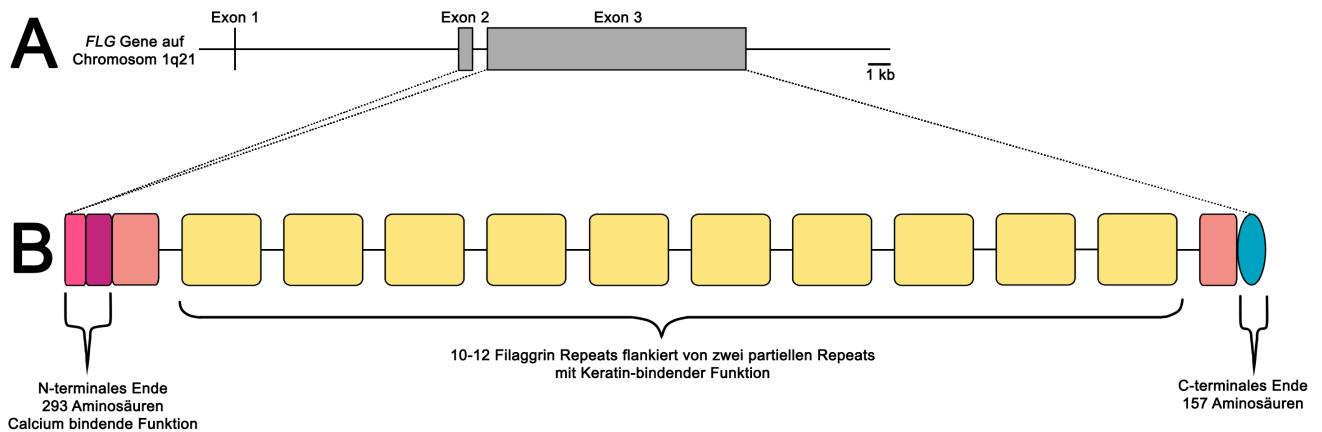 A
FLG Gene auf
Chromosom 1q21
Exon 1
Exon 2
Exon 3
1 kb
B
N-terminales Ende
293 Aminosäuren
Calcium bindende Funktion
10-12 Filaggrin Repeats flankiert von zwei partiellen Repeats
mit Keratin-bindender Funktion
C-terminales Ende
157 Aminosäuren